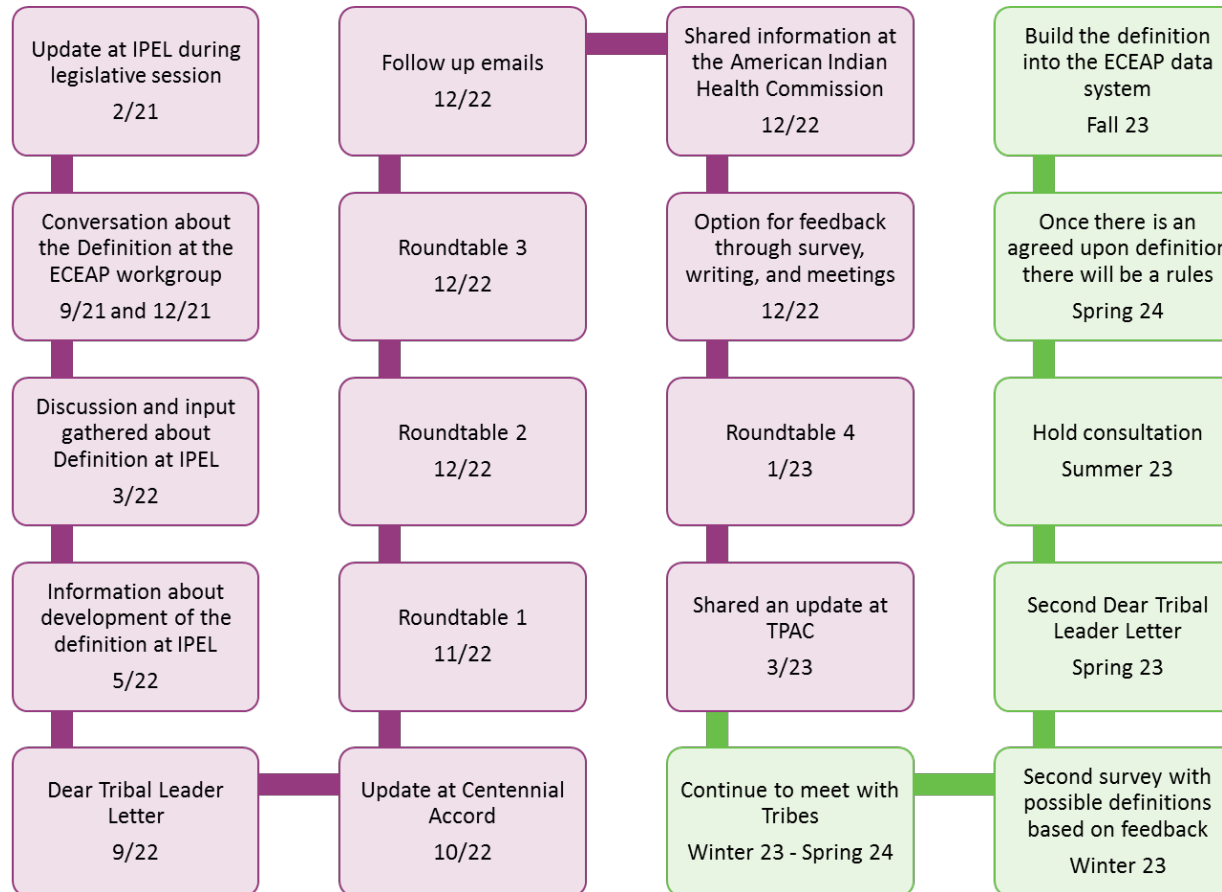 Update at IPEL during
legislative session
2/21
Conversation about
the Definition at the
ECEAP workgroup
9/21 and 12/21
Discussion and input
gathered about
Definition at IPEL
3/22
Information about
development of the
definition at IPEL
5/22
Dear Tribal Leader
Letter
9/22
Update at Centennial
Accord
10/22
Roundtable 1
11/22
Roundtable 2
12/22
Roundtable 3
12/22
Follow up emails
12/22
Shared information at
the American Indian
Health Commission
12/22
Option for feedback
through survey,
writing, and meetings
12/22
Roundtable 4
1/23
Shared an update at
TPAC
3/23
Continue to meet with
Tribes
Winter 23 - Spring 24
Second survey with
possible definitions
based on feedback
Winter 23
Second Dear Tribal
Leader Letter
Spring 23
Hold consultation
Summer 23
Once there is an
agreed upon definition
there will be a rules
Spring 24
Build the definition
into the ECEAP data
system
Fall 23